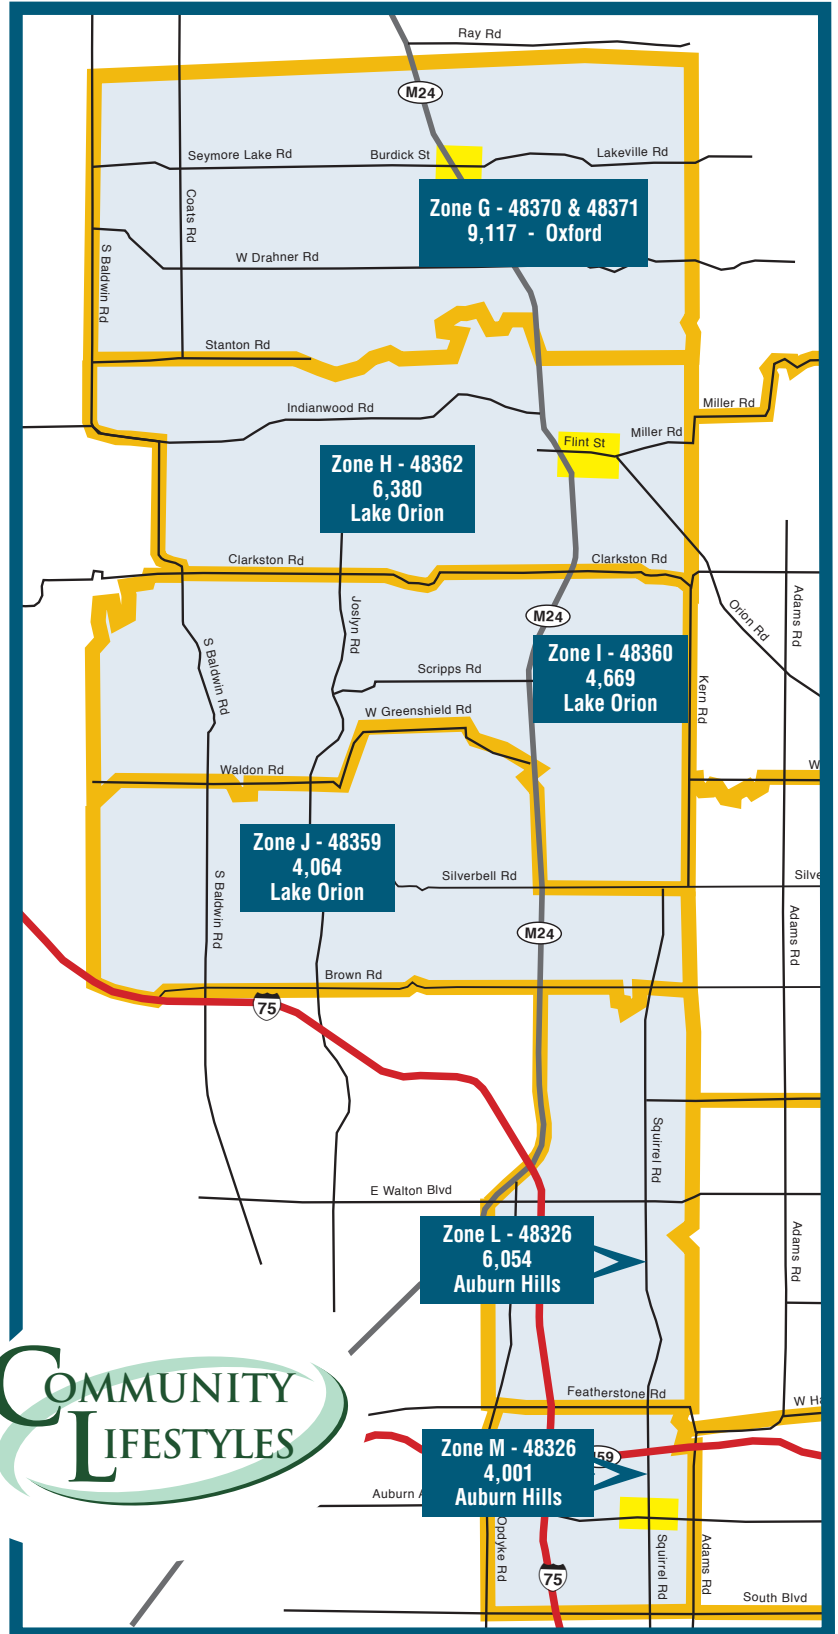 Ray Rd
M24
Seymore Lake Rd
Burdick St
Lakeville Rd
Coats Rd
Zone G - 48370 & 48371
9,117 - Oxford
S Baldwin Rd
W Drahner Rd
Stanton Rd
Indianwood Rd
Miller Rd
Miller Rd
Flint St
Zone H - 48362
6,380
Lake Orion
Clarkston Rd
Clarkston Rd
Joslyn Rd
Adams Rd
Orion Rd
M24
S Baldwin Rd
Zone I - 48360
4,669
Lake Orion
Scripps Rd
Kern Rd
W Greenshield Rd
Waldon Rd
W
Zone J - 48359
4,064
Lake Orion
S Baldwin Rd
Silverbell Rd
Silve
Adams Rd
M24
Brown Rd
75
Squirrel Rd
E Walton Blvd
Zone L - 48326
6,054
Auburn Hills
Adams Rd
COMMUNITY
LIFESTYLES
Featherstone Rd
W Ha
Zone M - 48326
4,001
Auburn Hills
59
Auburn A
Opdyke Rd
Squirrel Rd
Adams Rd
75
South Blvd